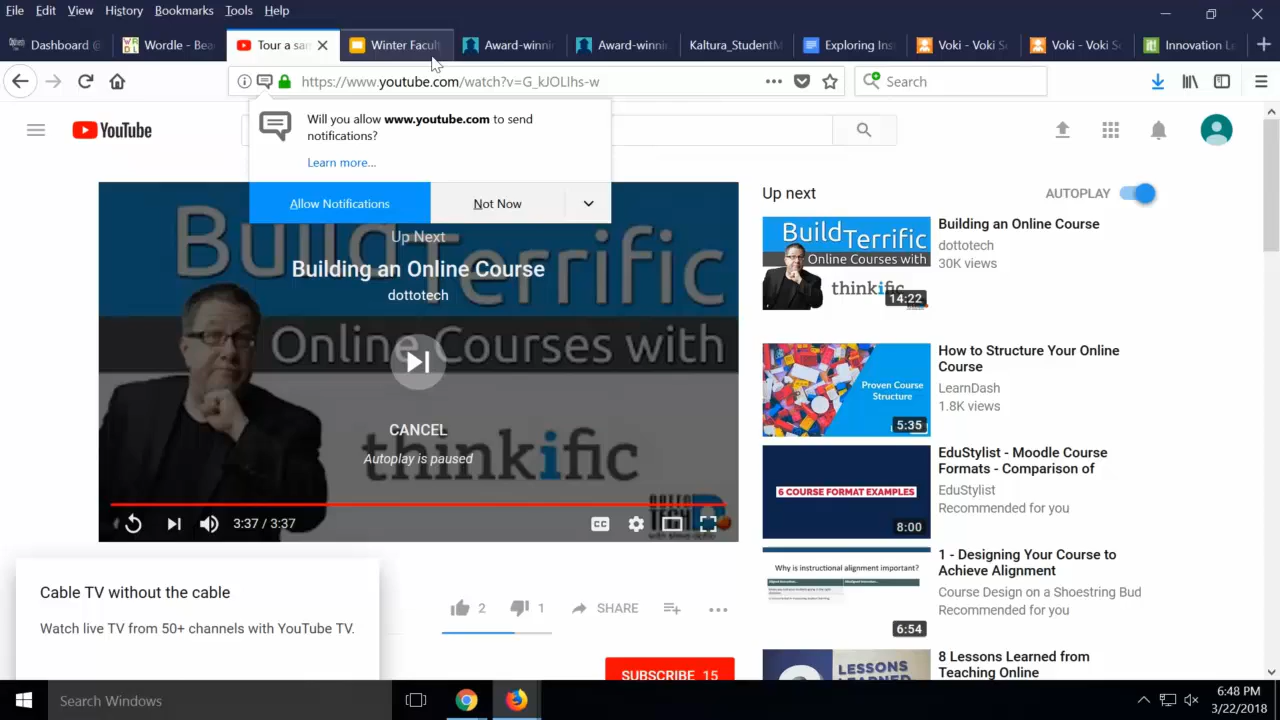 File Edit View History Bookmarks Tools Help
Dashboard @ Wordle - Bea Tour a sam Winter Facult Award-winni Award-winni Kaltura_StudentM Exploring Ins Voki - Voki S Voki - Voki S Innovation L
https://www.youtube.com/watch?v=G_kJOLIhs-w
Search
Will you allow www.youtube.com to send
notifications?
Learn more...
Allow Notifications Not Now
YouTube
Build Terrific
Online Courses with
thinkific
Up Next
Building an Online Course
dottotech
CANCEL
Autoplay is paused
3:37 / 3:37
CC
Up next AUTOPLAY
Build Terrific
Online Courses with
thinkific
14:22
Building an Online Course
dottotech
30K views
Proven Course
Structure
5:35
How to Structure Your Online
Course
LearnDash
1.8K views
6 COURSE FORMAT EXAMPLES
8:00
EduStylist - Moodle Course
Formats - Comparison of
EduStylist
Recommended for you
Why is instructional alignment important?
6:54
1 - Designing Your Course to
Achieve Alignment
Course Design on a Shoestring Bud
Recommended for you
LESSONS
LEARNED
8 Lessons Learned from
Teaching Online
Cable TV without the cable
Watch live TV from 50+ channels with YouTube TV.
2 1 SHARE
SUBSCRIBE 15
Search Windows
6:48 PM
3/22/2018